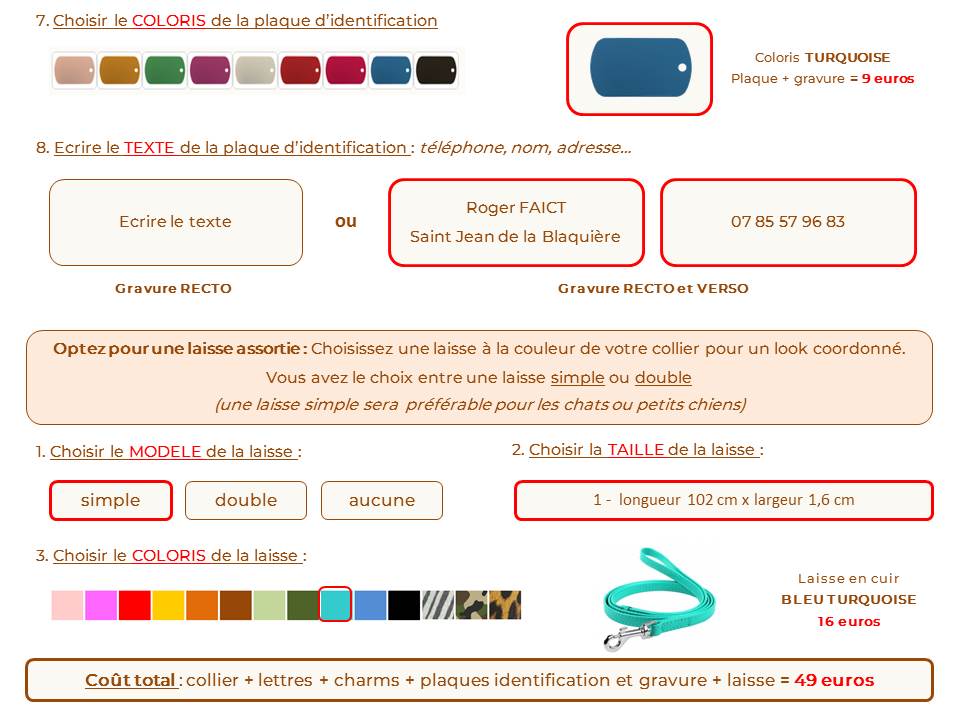 7. Choisir le COLORIS de la plaque d’identification
Coloris TURQUOISE
Plaque + gravure = 9 euros
8. Ecrire le TEXTE de la plaque d’identification : téléphone, nom, adresse…
Ecrire le texte
ou
Roger FAICT
Saint Jean de la Blaquière
07 85 57 96 83
Gravure RECTO
Gravure RECTO et VERSO
Optez pour une laisse assortie : Choisissez une laisse à la couleur de votre collier pour un look coordonné.
Vous avez le choix entre une laisse simple ou double
(une laisse simple sera préférable pour les chats ou petits chiens)
1. Choisir le MODELE de la laisse :
2. Choisir la TAILLE de la laisse :
simple
double
aucune
1 - longueur 102 cm x largeur 1,6 cm
3. Choisir le COLORIS de la laisse :
Laisse en cuir
BLEU TURQUOISE
16 euros
Coût total : collier + lettres + charms + plaques identification et gravure + laisse = 49 euros